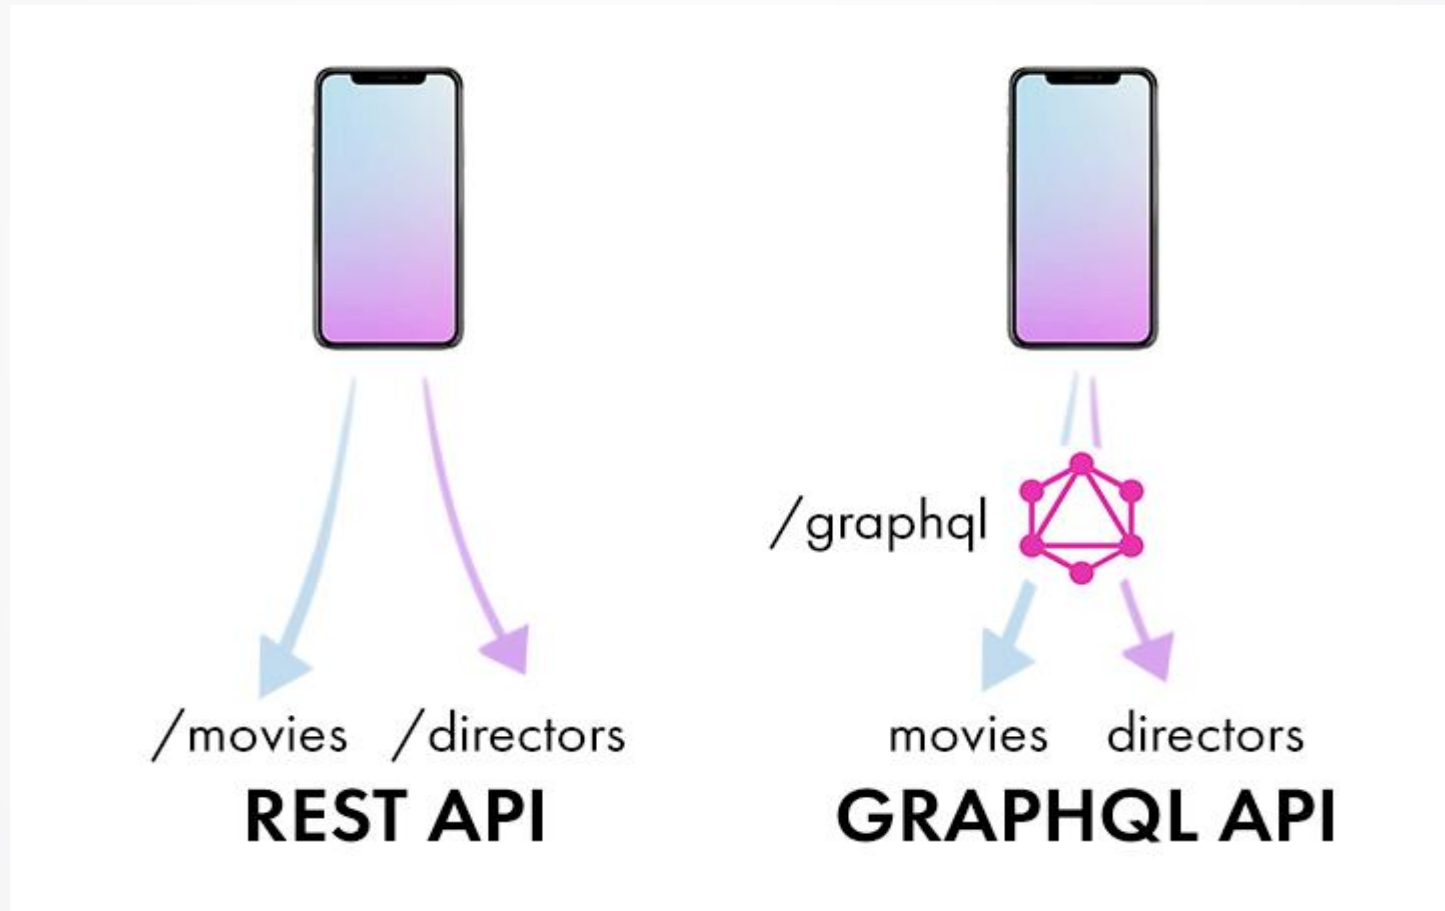 /graphql
/movies /directors
movies directors
REST API
GRAPHQL API